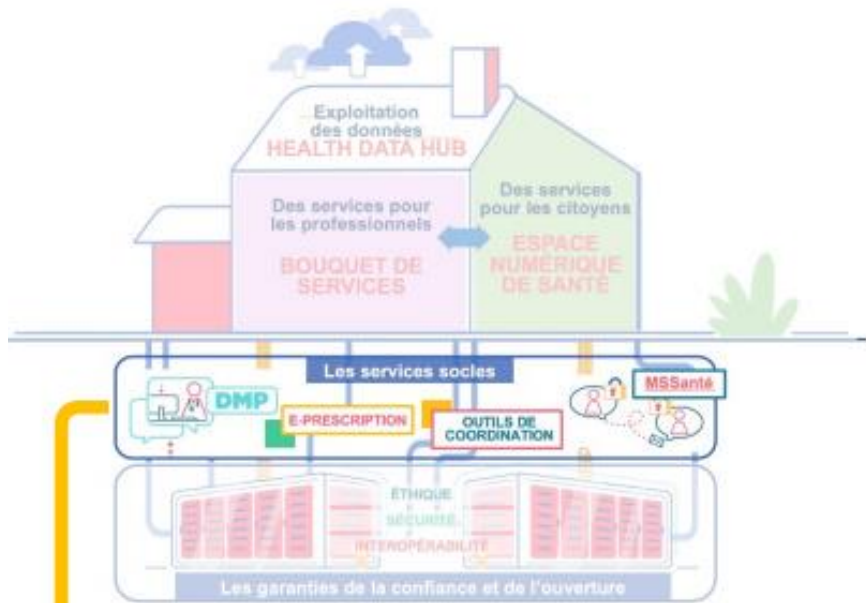 Exploitation
des données
HEALTH DATA HUB
Des services pour
les professionnels
BOUQUET DE
SERVICES
Des services
pour les citoyens
ESPACE
NUMÉRIQUE
DE SANTÉ
Les services socles
DMP
E-PRESCRIPTION
OUTILS DE
COORDINATION
MSSanté
ÉTHIQUE
SÉCURITÉ
INTEROPÉRABILITÉ
Les garanties de la confiance et de l'ouverture